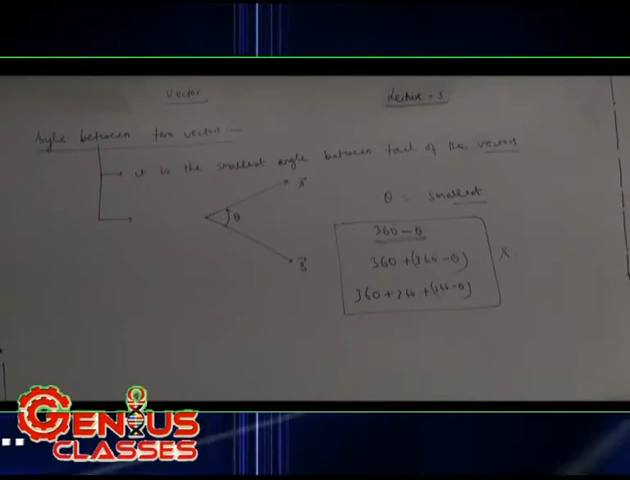 Vector
Lecture - 5
Angle between two vector —
it is the smallest angle between tail of the vectors
A
θ
B
θ = smallest
360 - θ
360 + (360 - θ)
X
360 + 360 + (360 - θ)
GENIUS
CLASSES